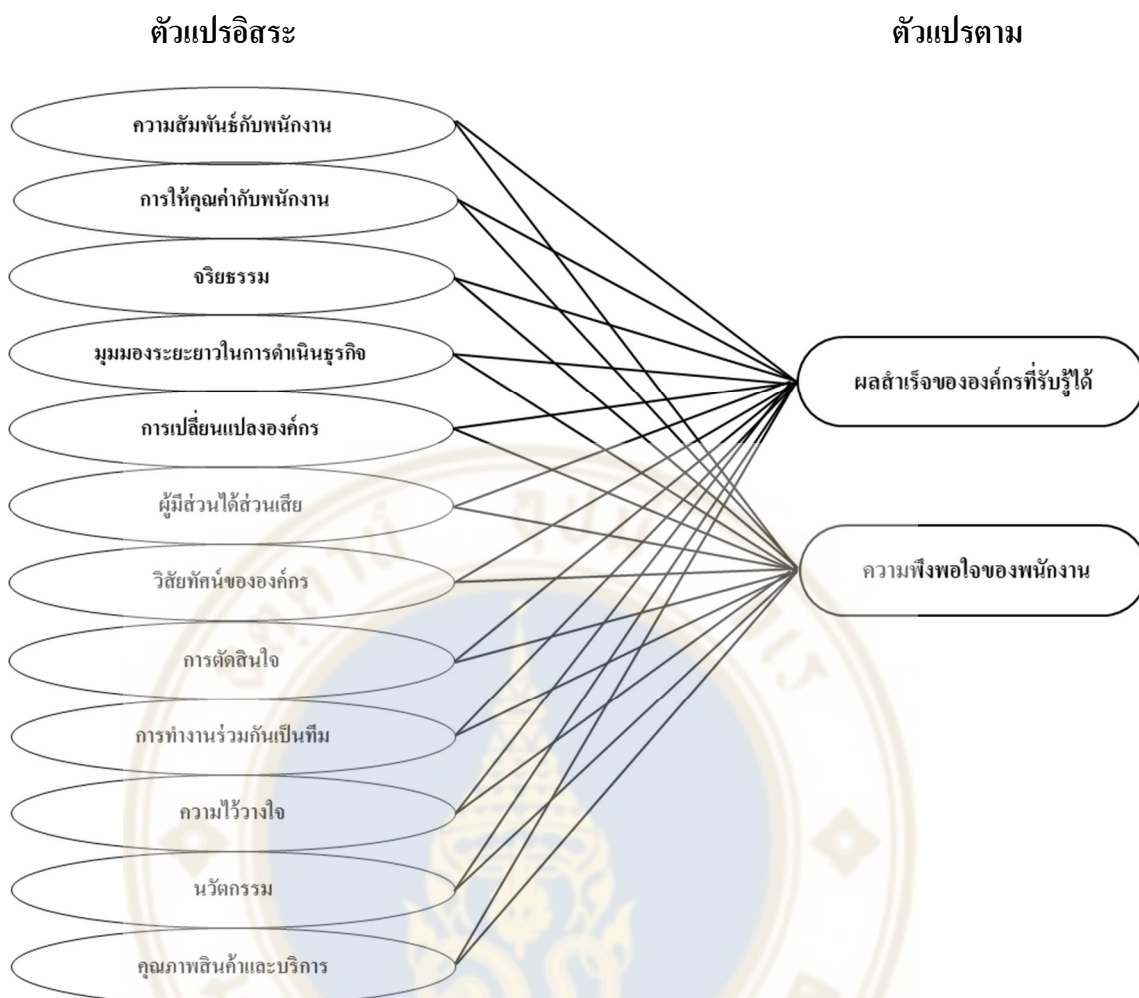 ตัวแปรอิสระ
ตัวแปรตาม
ความสัมพันธ์กับพนักงาน
การให้คุณค่ากับพนักงาน
จริยธรรม
มุมมองระยะยาวในการดำเนินธุรกิจ
การเปลี่ยนแปลงองค์กร
ผู้มีส่วนได้ส่วนเสีย
วิสัยทัศน์ขององค์กร
การตัดสินใจ
การทำงานร่วมกันเป็นทีม
ความไว้วางใจ
นวัตกรรม
คุณภาพสินค้าและบริการ
ผลสำเร็จขององค์กรที่รับรู้ได้
ความพึงพอใจของพนักงาน